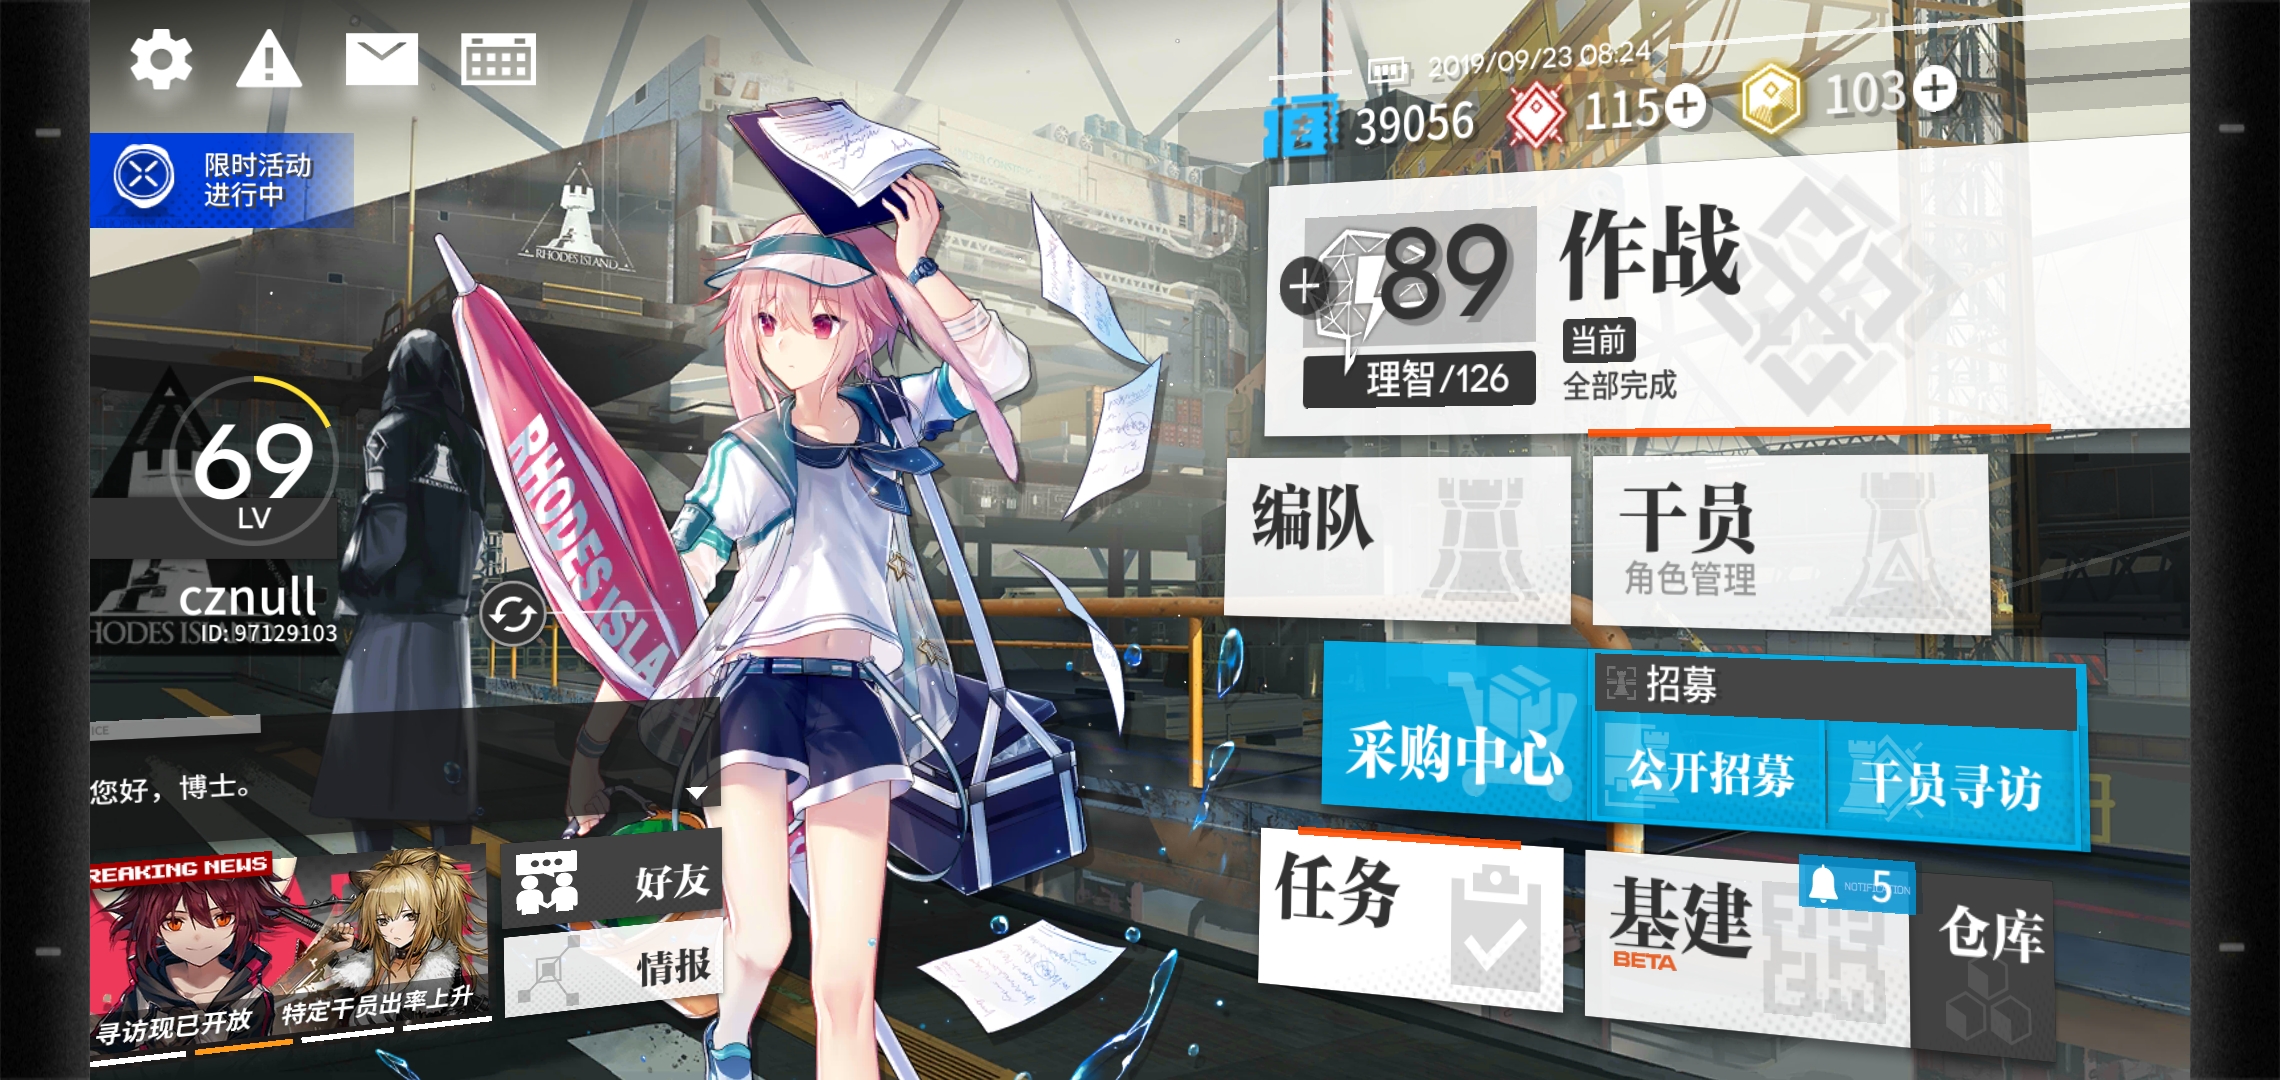 2019/09/23 08:24
39056
115
103
限时活动
进行中
RHODES ISLAND
89
理智/126
作战
当前
全部完成
69
LV
cznull
ID: 97129103
RHODES ISLA
编队
干员
角色管理
采购中心
招募
公开招募
干员寻访
您好，博士。
REAKING NEWS
寻访现已开放
特定干员出率上升
好友
情报
任务
基建
BETA
NOTIFICATION
5
仓库